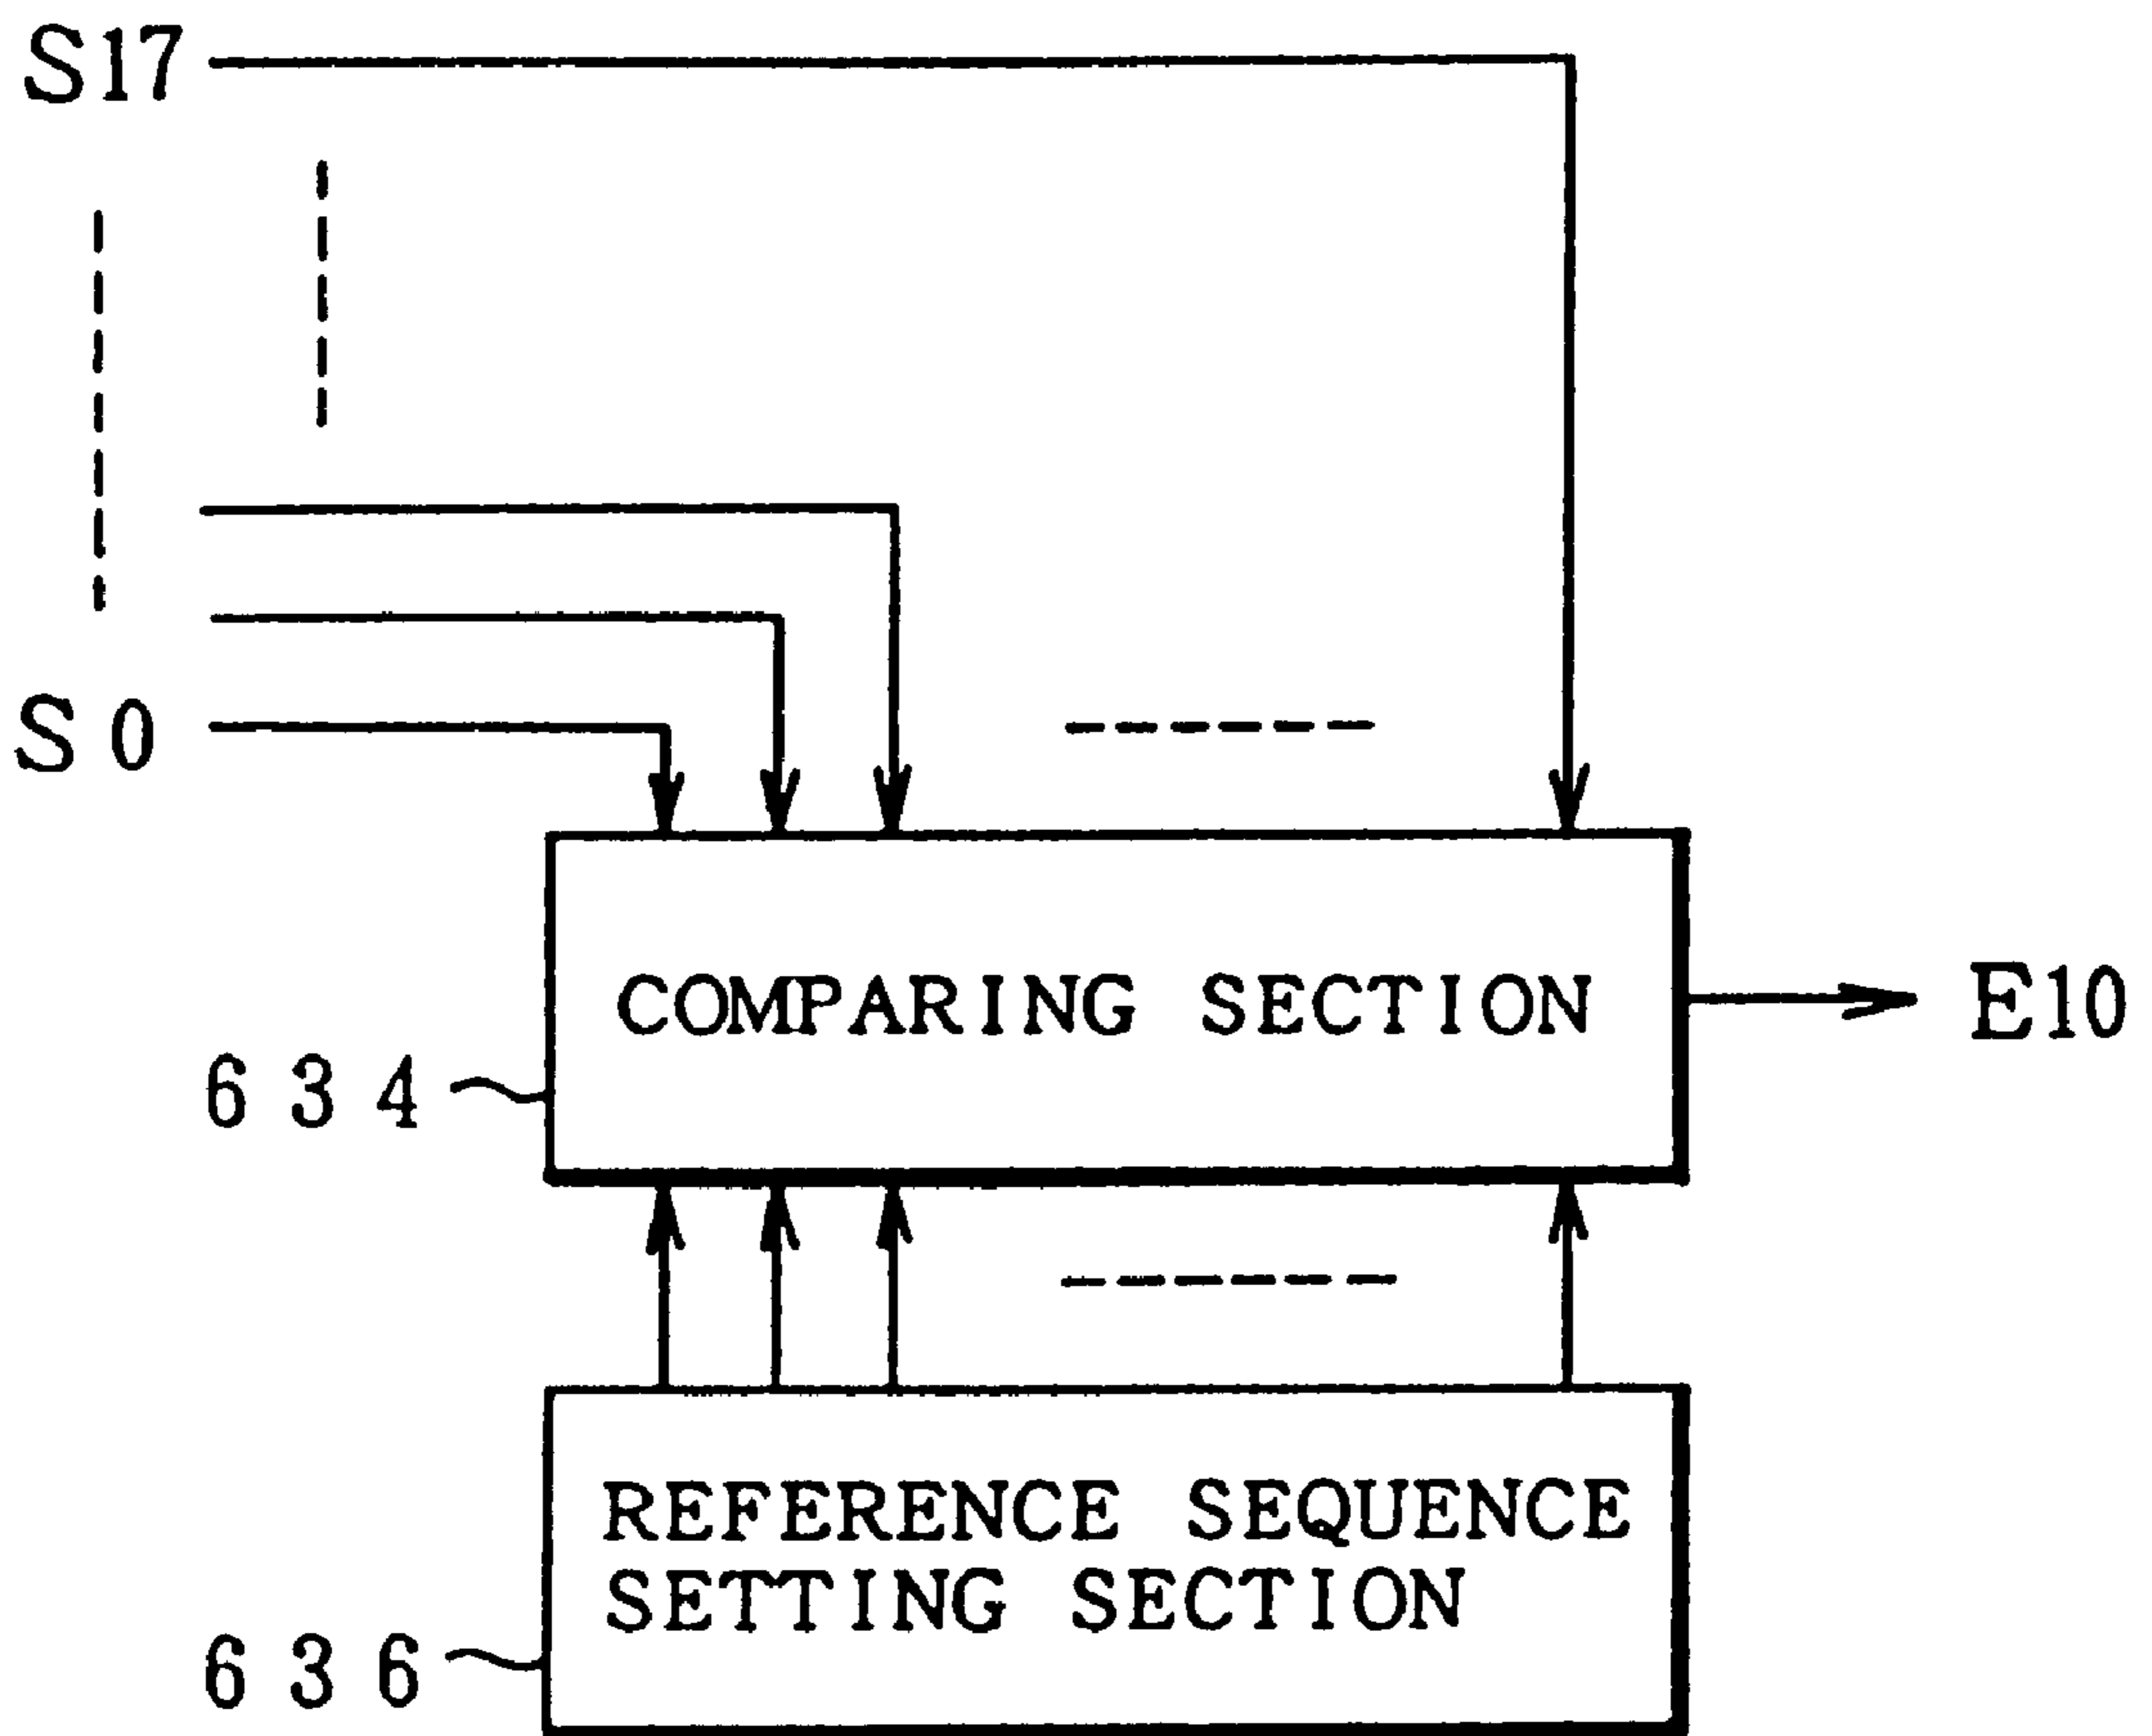 S17
S0
COMPARING SECTION
E10
634
REFERENCE SEQUENCE
SETTING SECTION
636